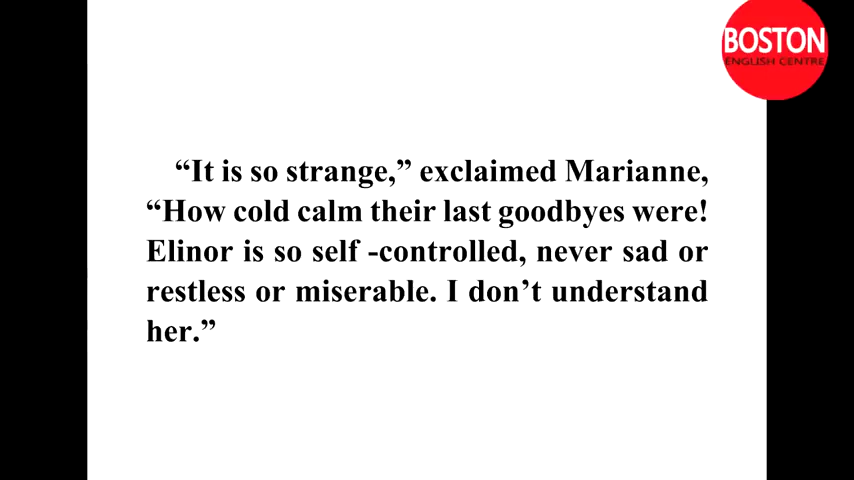 BOSTON
ENGLISH CENTRE
“It is so strange,” exclaimed Marianne,
“How cold calm their last goodbyes were!
Elinor is so self -controlled, never sad or
restless or miserable. I don’t understand
her.”